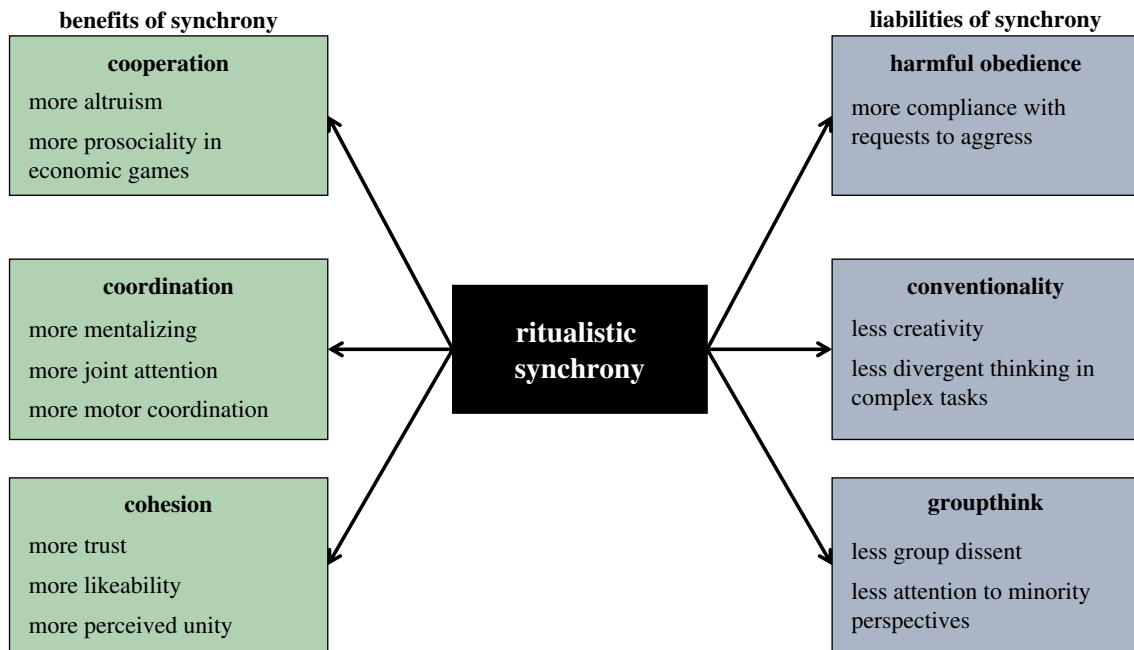 benefits of synchrony
cooperation
more altruism
more prosociality in
economic games
coordination
more mentalizing
more joint attention
more motor coordination
cohesion
more trust
more likeability
more perceived unity
ritualistic
synchrony
liabilities of synchrony
harmful obedience
more compliance with
requests to aggress
conventionality
less creativity
less divergent thinking in
complex tasks
groupthink
less group dissent
less attention to minority
perspectives